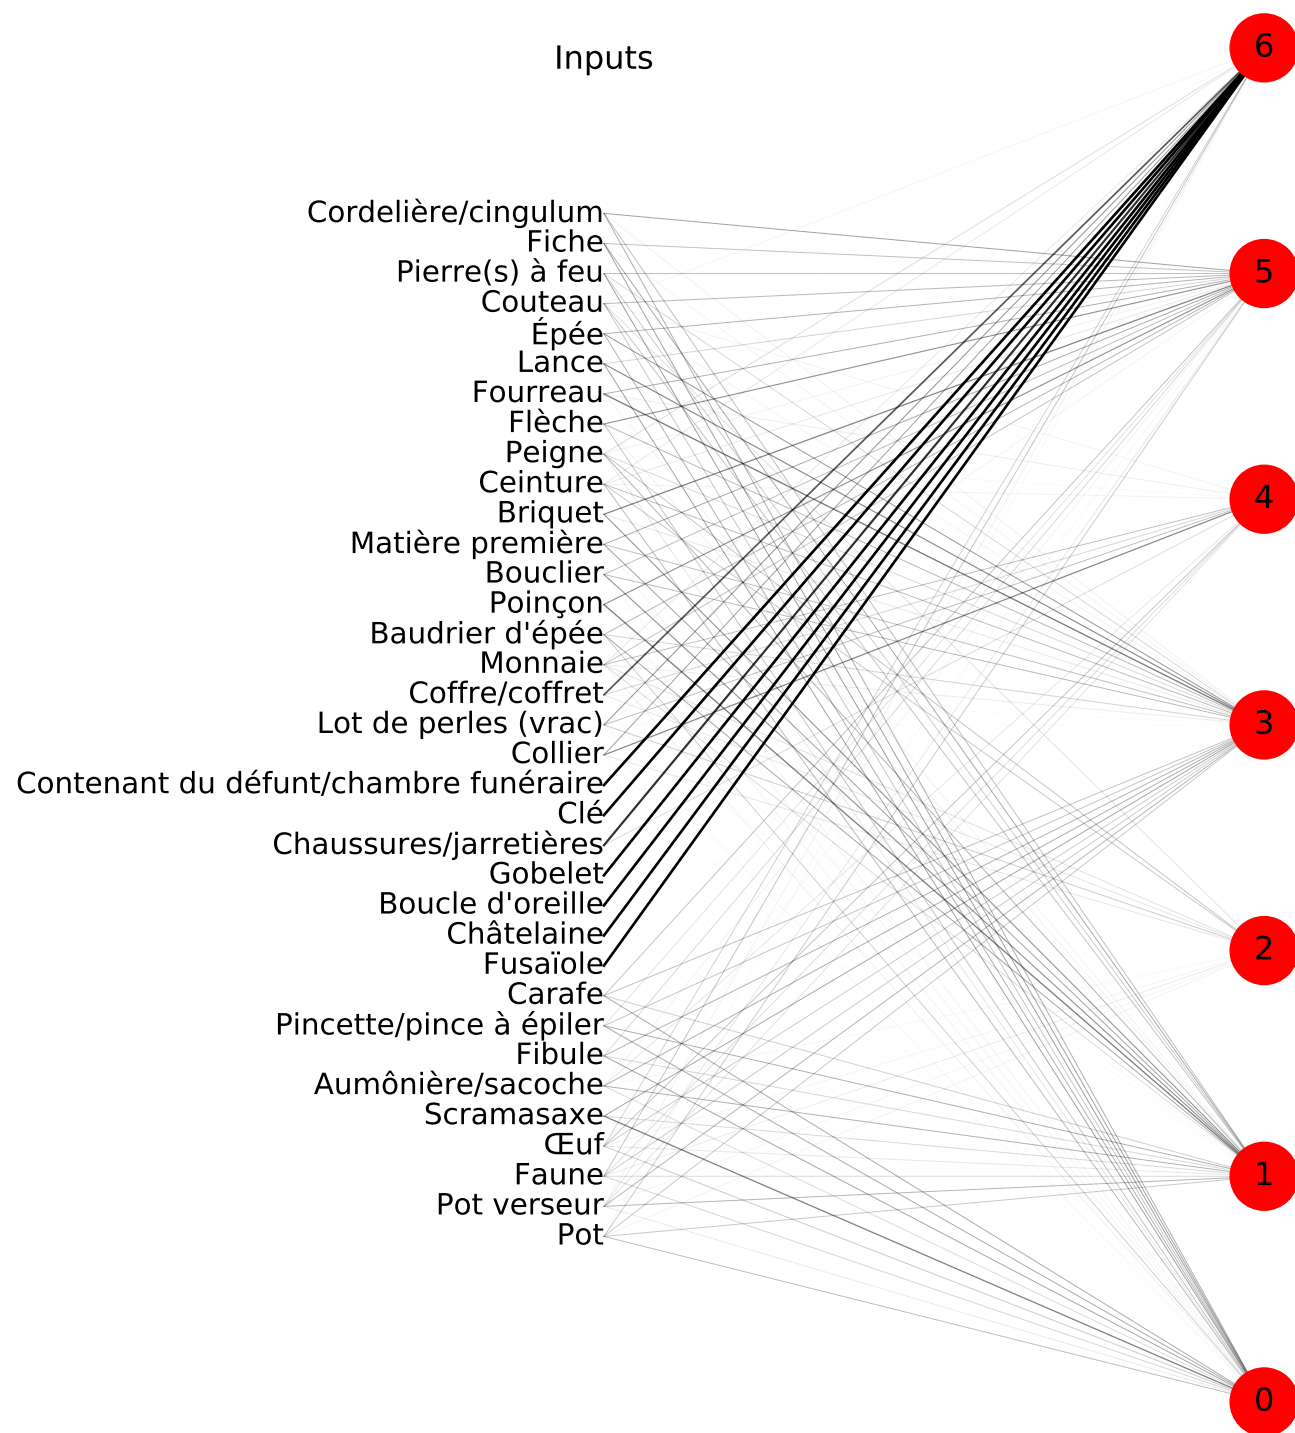 Inputs
6
Cordelière/cingulum
Fiche
Pierre(s) à feu
5
Couteau
Épée
Lance
Fourreau
Flèche
Peigne
Ceinture
4
Briquet
Matière première
Bouclier
Poinçon
Baudrier d'épée
Monnaie
Coffre/coffret
Lot de perles (vrac)
3
Collier
Contenant du défunt/chambre funéraire
Clé
Chaussures/jarretières
Gobelet
Boucle d'oreille
Châtelaine
2
Fusaïole
Carafe
Pincette/pince à épiler
Fibule
Aumônière/sacoche
Scramasaxe
Œuf
Faune
1
Pot verseur
Pot
0